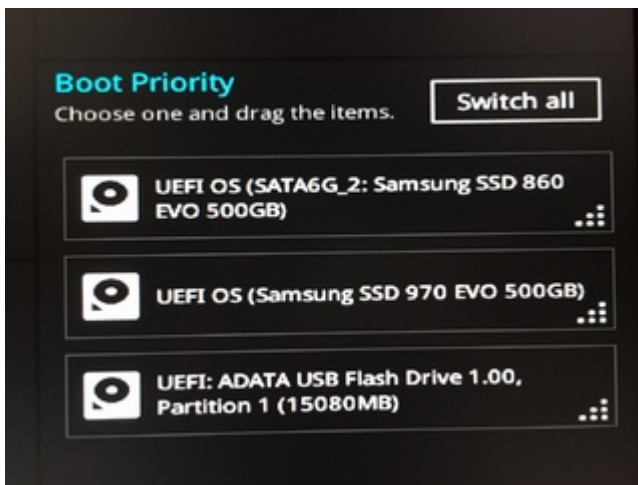 Boot Priority
Choose one and drag the items.
Switch all
UEFI OS (SATA6G_2: Samsung SSD 860
EVO 500GB)
UEFI OS (Samsung SSD 970 EVO 500GB)
UEFI: ADATA USB Flash Drive 1.00,
Partition 1 (15080MB)